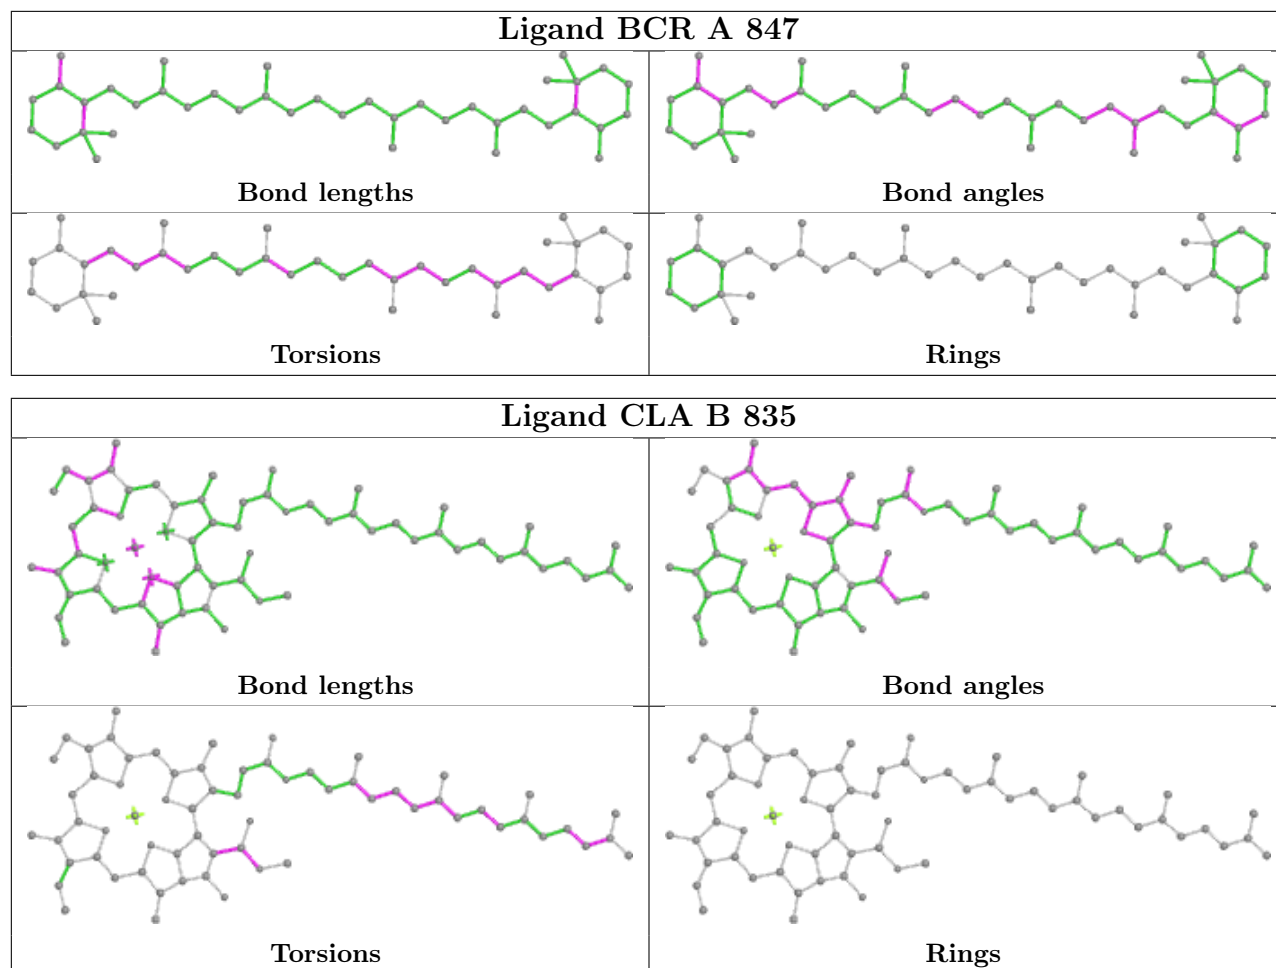 Ligand BCR A 847
Bond lengths
Bond angles
Torsions
Rings
Ligand CLA B 835
Bond lengths
Bond angles
Torsions
Rings